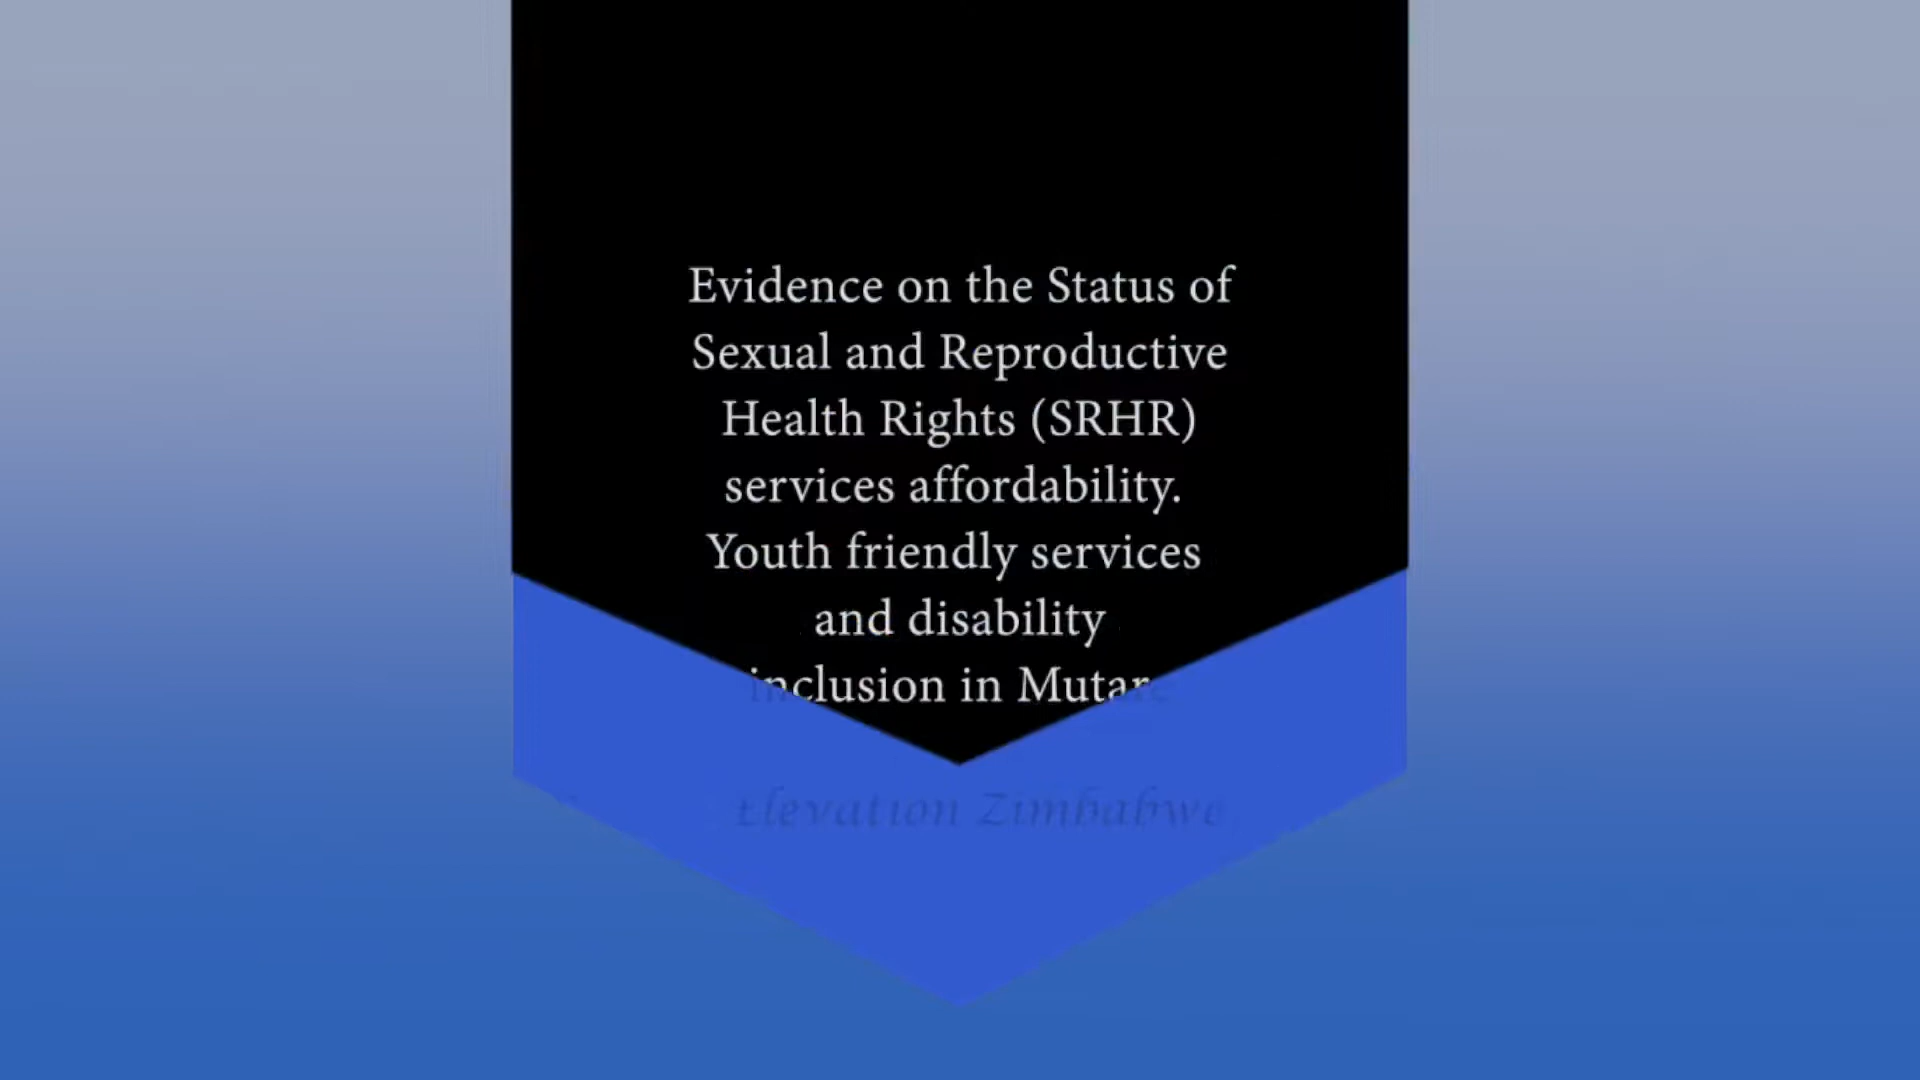 Evidence on the Status of
Sexual and Reproductive
Health Rights (SRHR)
services affordability.
Youth friendly services
and disability
inclusion in Mutare
Elevation Zimbabwe